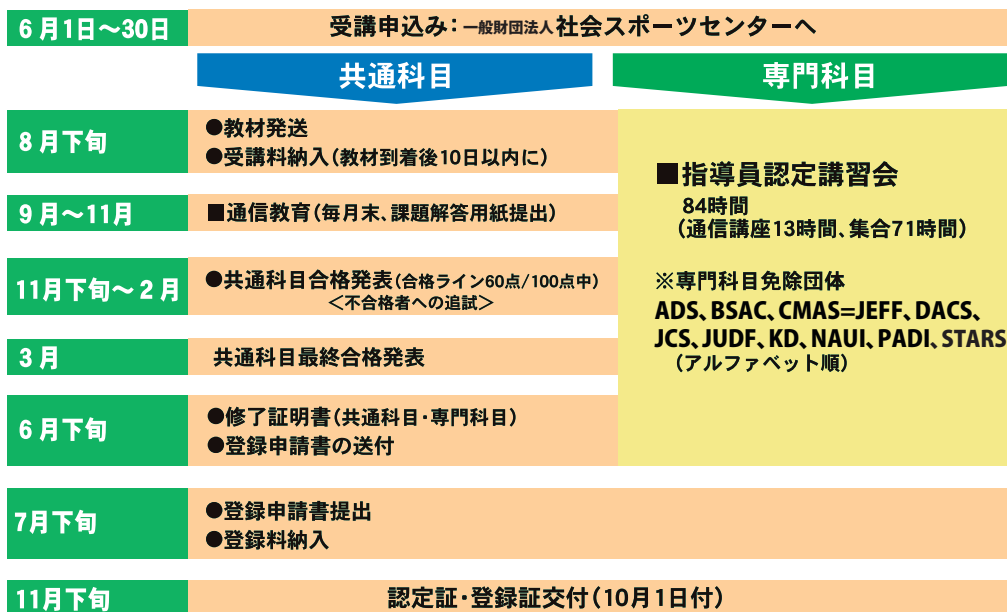 6月1日～30日
受講申込み：一般財団法人社会スポーツセンターへ
共通科目
専門科目
8月下旬
●教材発送
●受講料納入（教材到着後10日以内に）
9月～11月
■通信教育（毎月末、課題解答用紙提出）
11月下旬～2月
●共通科目合格発表（合格ライン60点/100点中）
＜不合格者への追試＞
3月
共通科目最終合格発表
6月下旬
●修了証明書（共通科目・専門科目）
●登録申請書の送付
■指導員認定講習会
84時間
（通信講座13時間、集合71時間）
※専門科目免除団体
ADS、BSAC、CMAS=JEFF、DACS、
JCS、JUDF、KD、NAUI、PADI、STARS
（アルファベット順）
7月下旬
●登録申請書提出
●登録料納入
11月下旬
認定証・登録証交付（10月1日付）